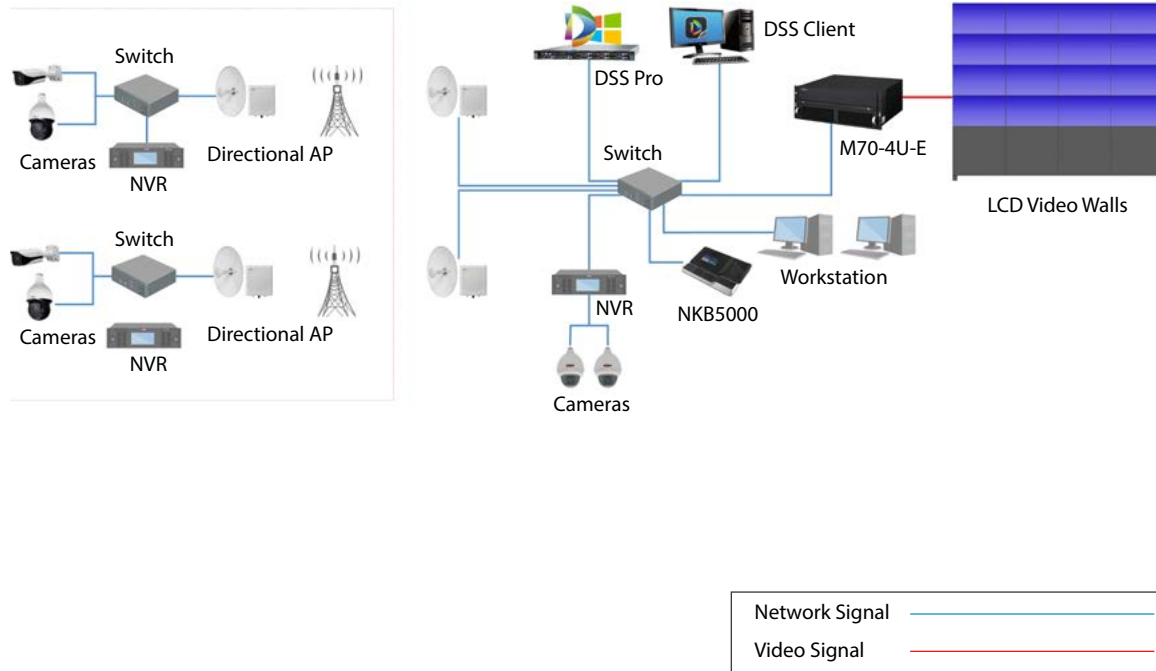 Switch
Cameras
NVR
Directional AP
Switch
Cameras
NVR
Directional AP
DSS Pro
DSS Client
Switch
M70-4U-E
LCD Video Walls
Workstation
NKB5000
NVR
Cameras
Network Signal
Video Signal